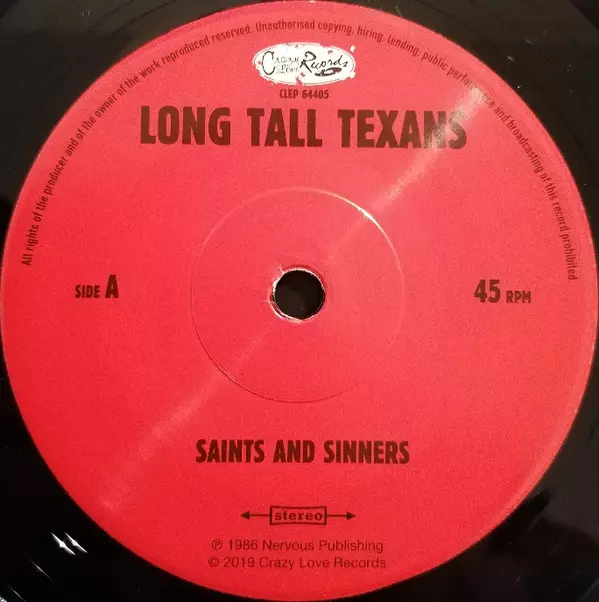 All rights of the producer and of the owner of the work reproduced reserved. Unauthorised copying, hiring, lending, public performance and broadcasting of this record prohibited
Crazy Love Records
CLEP 64405
LONG TALL TEXANS
SIDE A
45 RPM
SAINTS AND SINNERS
stereo
℗ 1986 Nervous Publishing
© 2019 Crazy Love Records